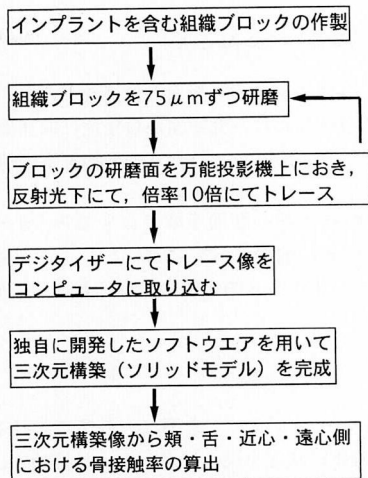 インプラントを含む組織ブロックの作製
組織ブロックを75μmずつ研磨
ブロックの研磨面を万能投影機上におき，
反射光下にて，倍率10倍にてトレース
デジタイザーにてトレース像を
コンピュータに取り込む
独自に開発したソフトウエアを用いて
三次元構築（ソリッドモデル）を完成
三次元構築像から頬・舌・近心・遠心側
における骨接触率の算出